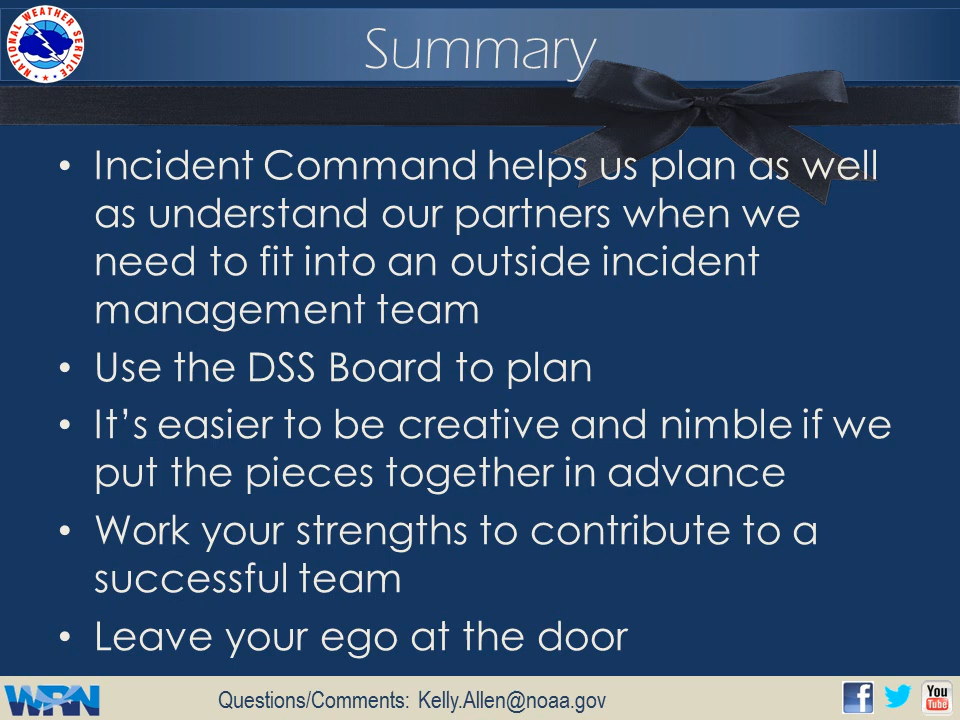 NATIONAL WEATHER SERVICE
Summary
• Incident Command helps us plan as well
as understand our partners when we
need to fit into an outside incident
management team
• Use the DSS Board to plan
• It’s easier to be creative and nimble if we
put the pieces together in advance
• Work your strengths to contribute to a
successful team
• Leave your ego at the door
WRN
Questions/Comments: Kelly.Allen@noaa.gov
f
You
Tube